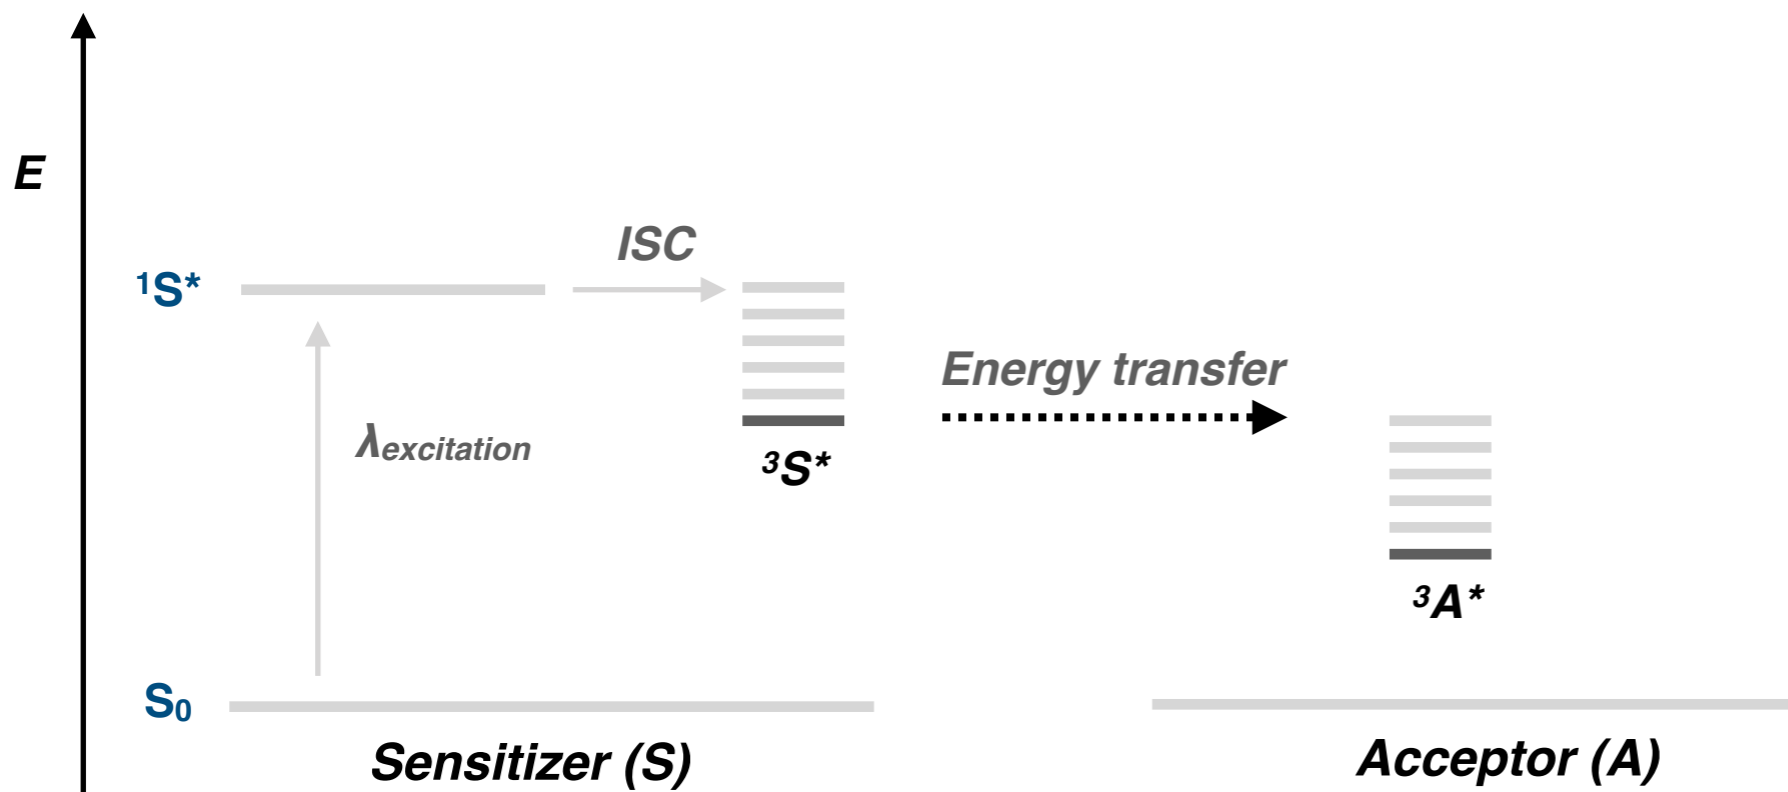 E
ISC
¹S*
Energy transfer
λexcitation
³S*
³A*
S₀
Sensitizer (S)
Acceptor (A)